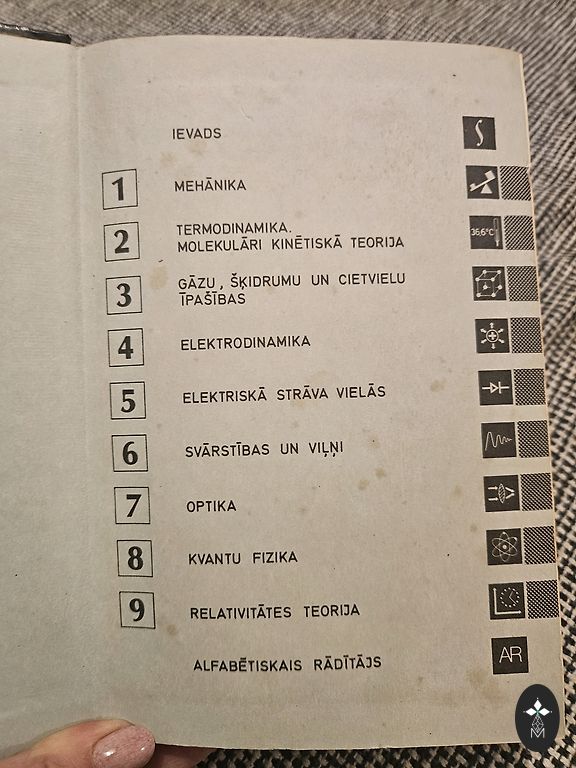 IEVADS
1 MEHĀNIKA
2 TERMODINAMIKA.
MOLEKULĀRI KINĒTISKĀ TEORIJA
36,6°C
3 GĀZU, ŠĶIDRUMU UN CIETVIELU
ĪPAŠĪBAS
4 ELEKTRODINAMIKA
5 ELEKTRISKĀ STRĀVA VIELĀS
6 SVĀRSTĪBAS UN VIĻŅI
7 OPTIKA
8 KVANTU FIZIKA
9 RELATIVITĀTES TEORIJA
ALFABĒTISKAIS RĀDĪTĀJS AR
M